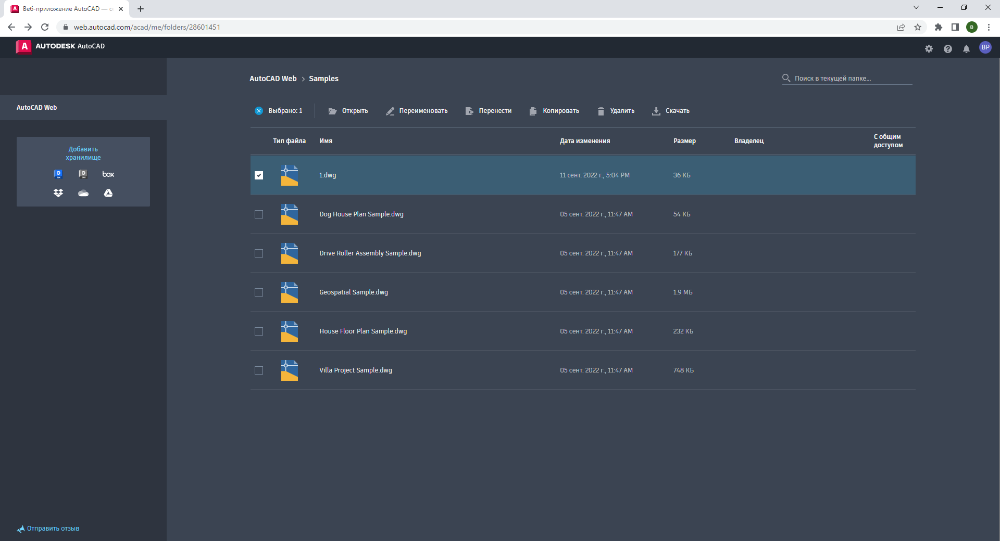 Веб-приложение AutoCAD — о
web.autocad.com/acad/me/folders/28601451
B
A AUTODESK AutoCAD
BP
AutoCAD Web > Samples
Поиск в текущей папке...
AutoCAD Web
Выбрано: 1
Открыть
Переименовать
Перенести
Копировать
Удалить
Скачать
Добавить
хранилище
D
D
box
Тип файла Имя Дата изменения Размер Владелец С общим
доступом
1.dwg 11 сент. 2022 г., 5:04 PM 36 КБ
Dog House Plan Sample.dwg 05 сент. 2022 г., 11:47 AM 54 КБ
Drive Roller Assembly Sample.dwg 05 сент. 2022 г., 11:47 AM 177 КБ
Geospatial Sample.dwg 05 сент. 2022 г., 11:47 AM 1.9 МБ
House Floor Plan Sample.dwg 05 сент. 2022 г., 11:47 AM 232 КБ
Villa Project Sample.dwg 05 сент. 2022 г., 11:47 AM 748 КБ
Отправить отзыв